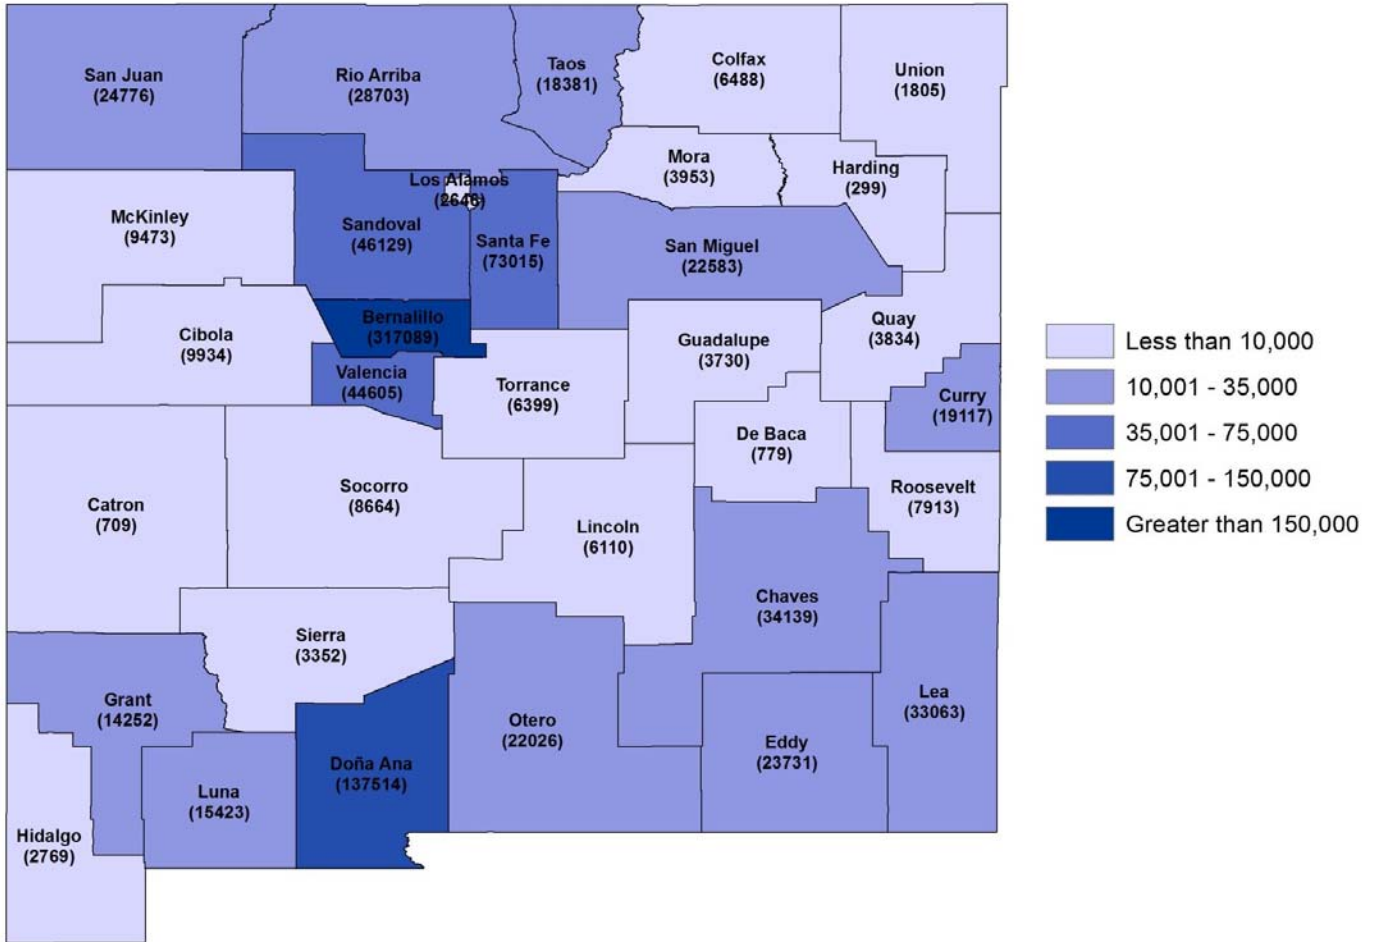 San Juan
(24776)
Rio Arriba
(28703)
Taos
(18381)
Colfax
(6488)
Union
(1805)
Mora
(3953)
Harding
(299)
Los Alamos
(2646)
McKinley
(9473)
Sandoval
(46129)
Santa Fe
(73015)
San Miguel
(22583)
Cibola
(9934)
Bernalillo
(317089)
Valencia
(44605)
Torrance
(6399)
Guadalupe
(3730)
Quay
(3834)
Curry
(19117)
De Baca
(779)
Roosevelt
(7913)
Catron
(709)
Socorro
(8664)
Lincoln
(6110)
Chaves
(34139)
Sierra
(3352)
Grant
(14252)
Luna
(15423)
Doña Ana
(137514)
Otero
(22026)
Eddy
(23731)
Lea
(33063)
Hidalgo
(2769)
Less than 10,000
10,001 - 35,000
35,001 - 75,000
75,001 - 150,000
Greater than 150,000